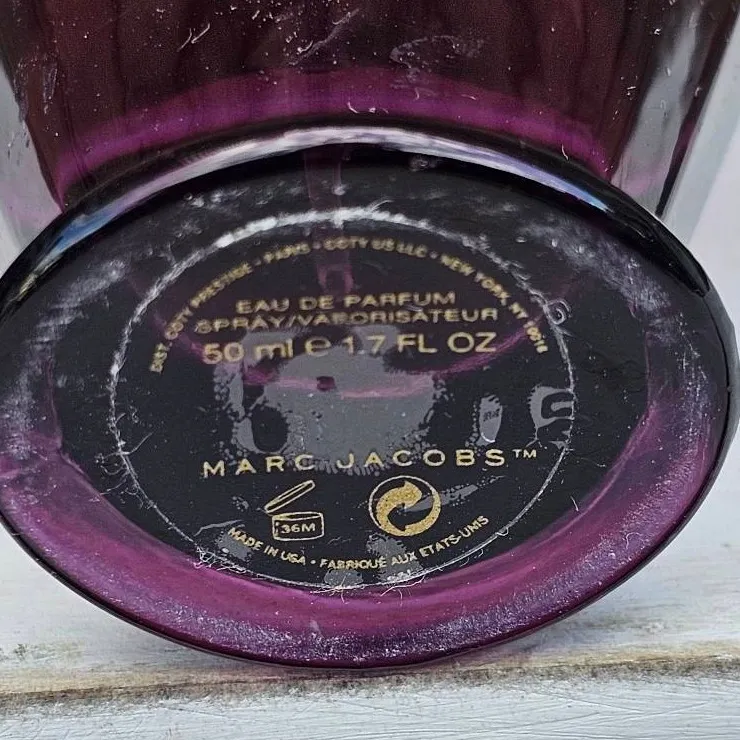 DIST. COTY PRESTIGE • PARIS • COTY US LLC • NEW YORK, NY 10018
EAU DE PARFUM
SPRAY/VAPORISATEUR
50 ml e 1.7 FL OZ
MARC JACOBS™
36M
MADE IN USA • FABRIQUÉ AUX ETATS-UNIS